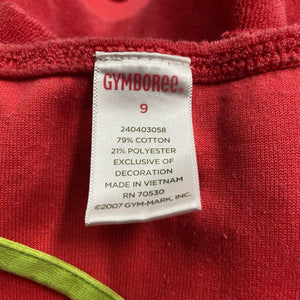 GYMBOREE
9
240403058
79% COTTON
21% POLYESTER
EXCLUSIVE OF
DECORATION
MADE IN VIETNAM
RN 70530
©2007 GYM-MARK, INC.